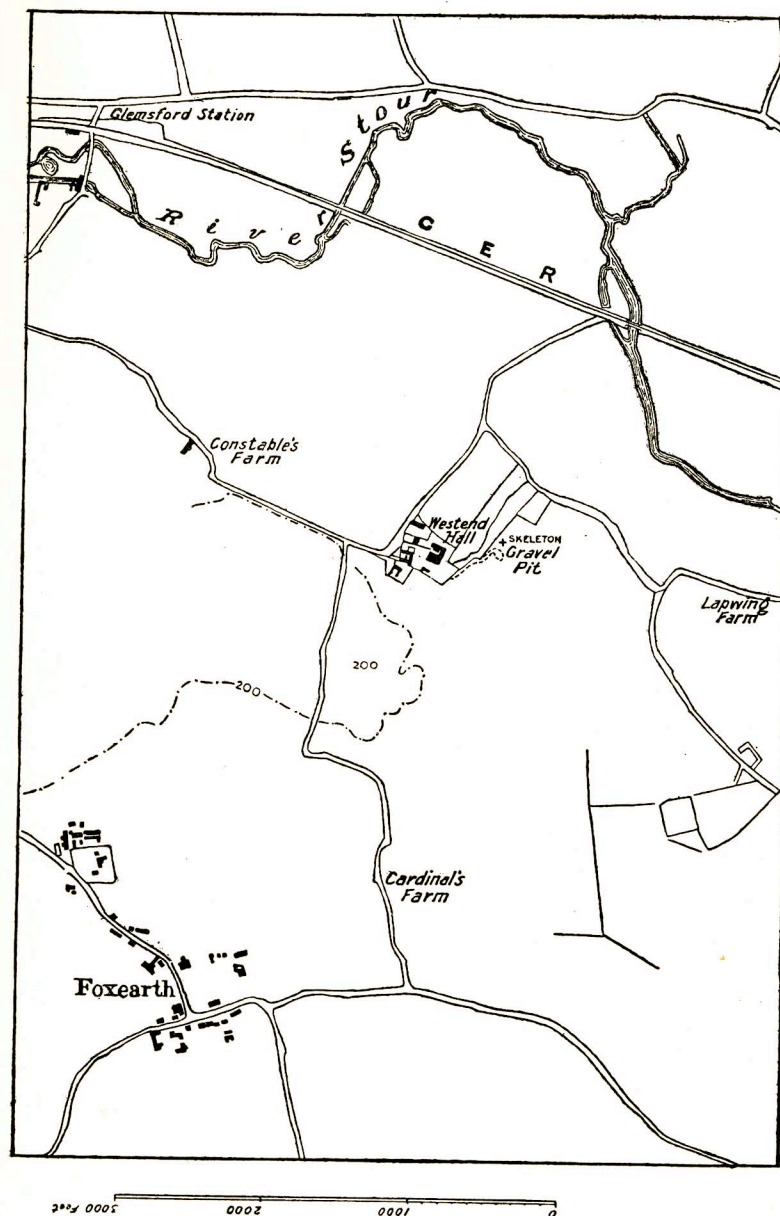 Glemsford Station
River Stour
G E R
Constable's
Farm
Westend
Hall
+ SKELETON
Gravel
Pit
Lapwing
Farm
200
200
Cardinal's
Farm
Foxearth
3000 Feet 2000 1000 0